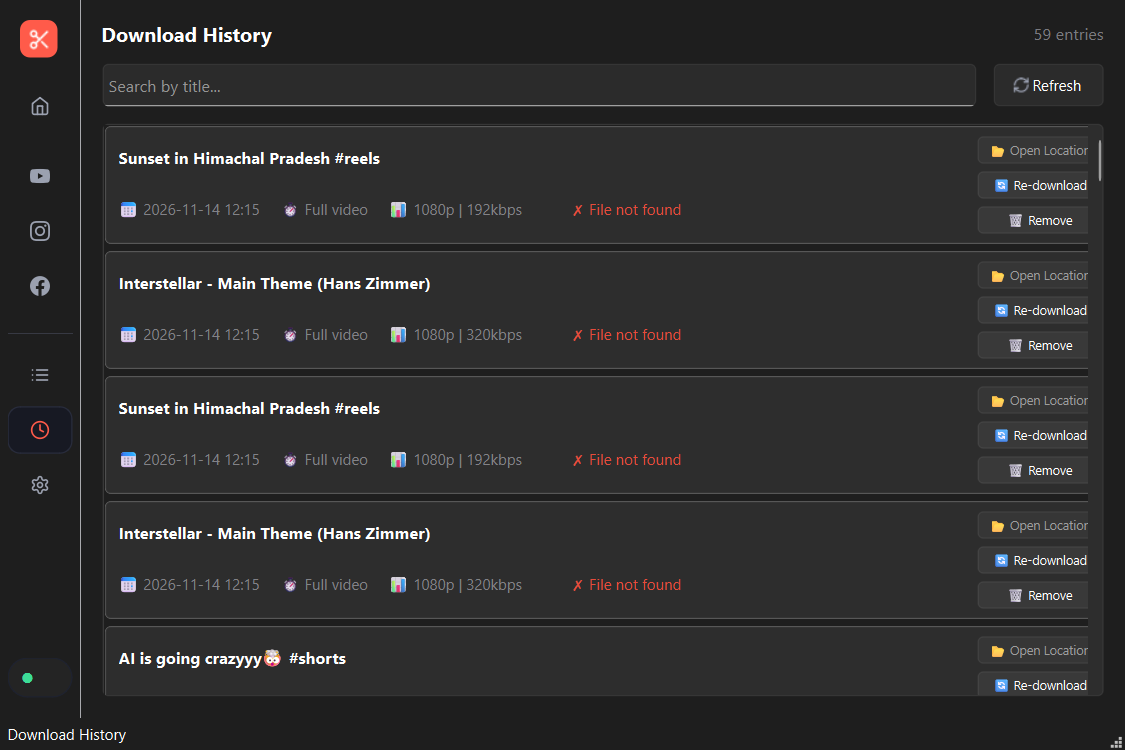 Download History
59 entries
Search by title...
Refresh
Sunset in Himachal Pradesh #reels
2026-11-14 12:15 Full video 1080p | 192kbps ✗ File not found
Open Location
Re-download
Remove
Interstellar - Main Theme (Hans Zimmer)
2026-11-14 12:15 Full video 1080p | 320kbps ✗ File not found
Open Location
Re-download
Remove
Sunset in Himachal Pradesh #reels
2026-11-14 12:15 Full video 1080p | 192kbps ✗ File not found
Open Location
Re-download
Remove
Interstellar - Main Theme (Hans Zimmer)
2026-11-14 12:15 Full video 1080p | 320kbps ✗ File not found
Open Location
Re-download
Remove
AI is going crazyyy🤯 #shorts
Open Location
Re-download
Download History